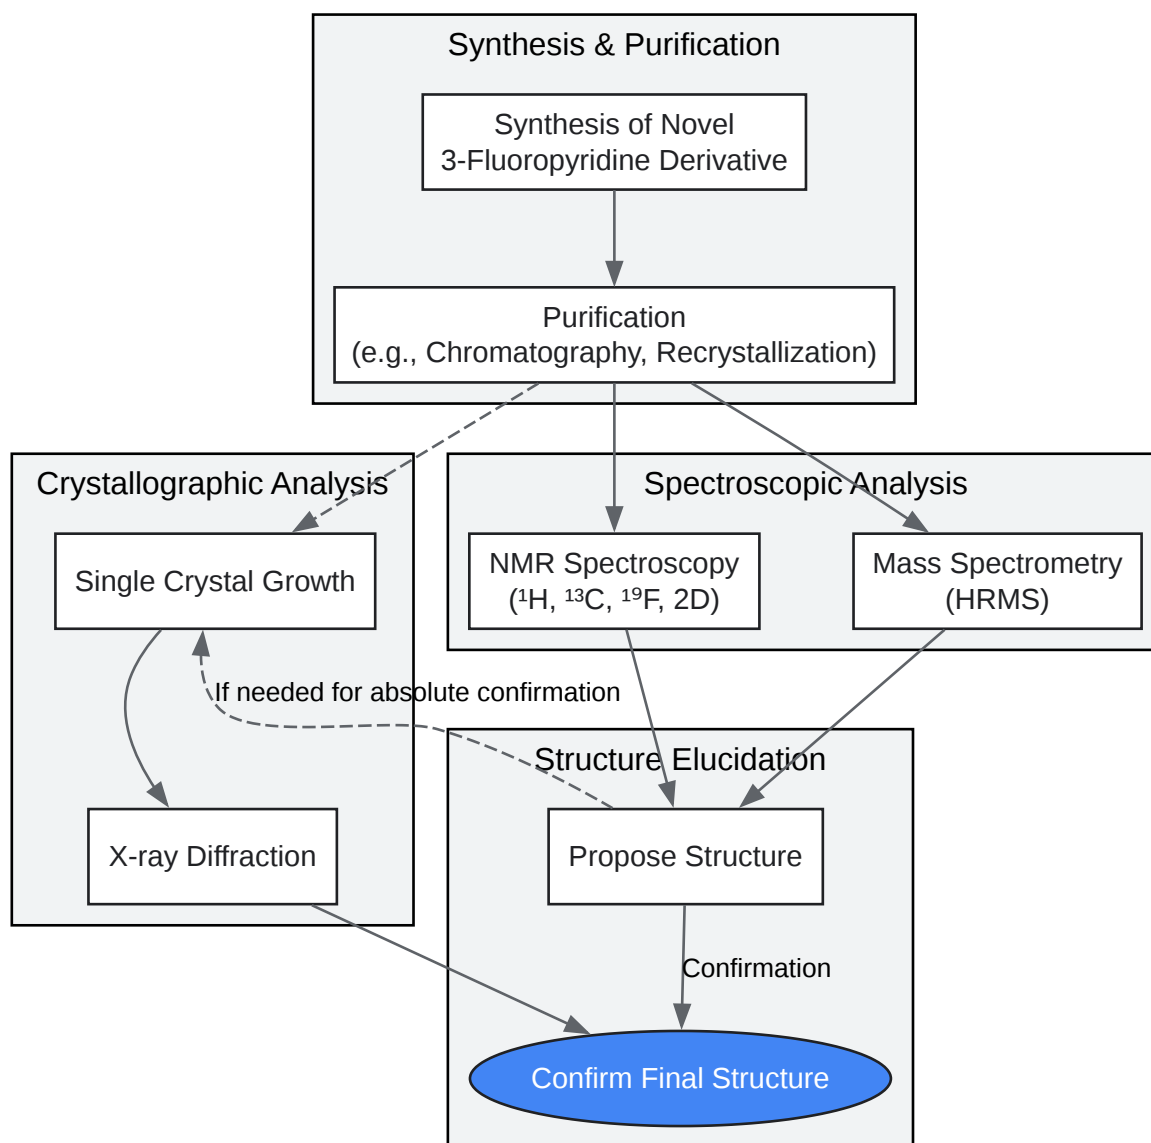 Synthesis & Purification
Synthesis of Novel
3-Fluoropyridine Derivative
Purification
(e.g., Chromatography, Recrystallization)
Crystallographic Analysis
Spectroscopic Analysis
Single Crystal Growth
NMR Spectroscopy
(¹H, ¹³C, ¹⁹F, 2D)
Mass Spectrometry
(HRMS)
If needed for absolute confirmation
Structure Elucidation
X-ray Diffraction
Propose Structure
Confirmation
Confirm Final Structure